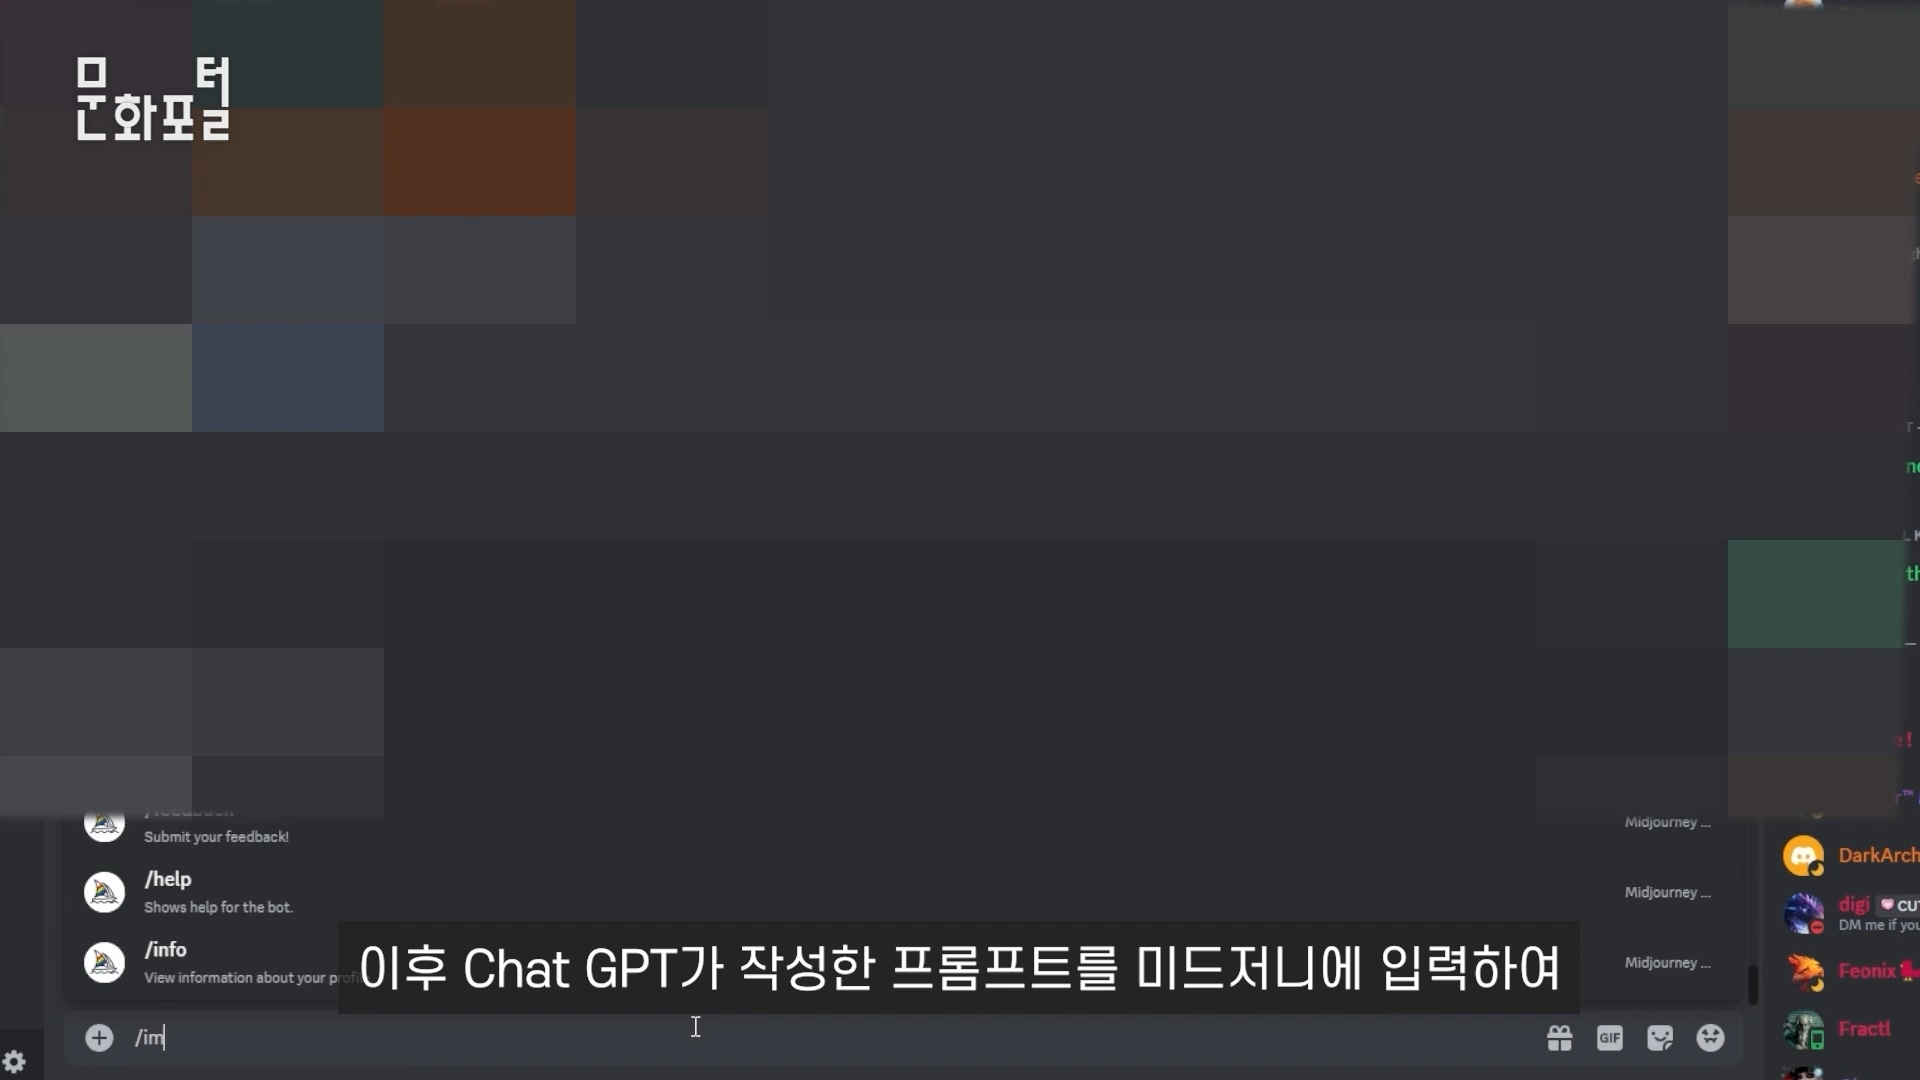 문화포털
Submit your feedback!
Midjourney ...
/help
Shows help for the bot.
Midjourney ...
/info
View information about your
Midjourney ...
이후 Chat GPT가 작성한 프롬프트를 미드저니에 입력하여
/im
GIF
DarkArch
digi
CU
DM me if you
Feonix
Fractl